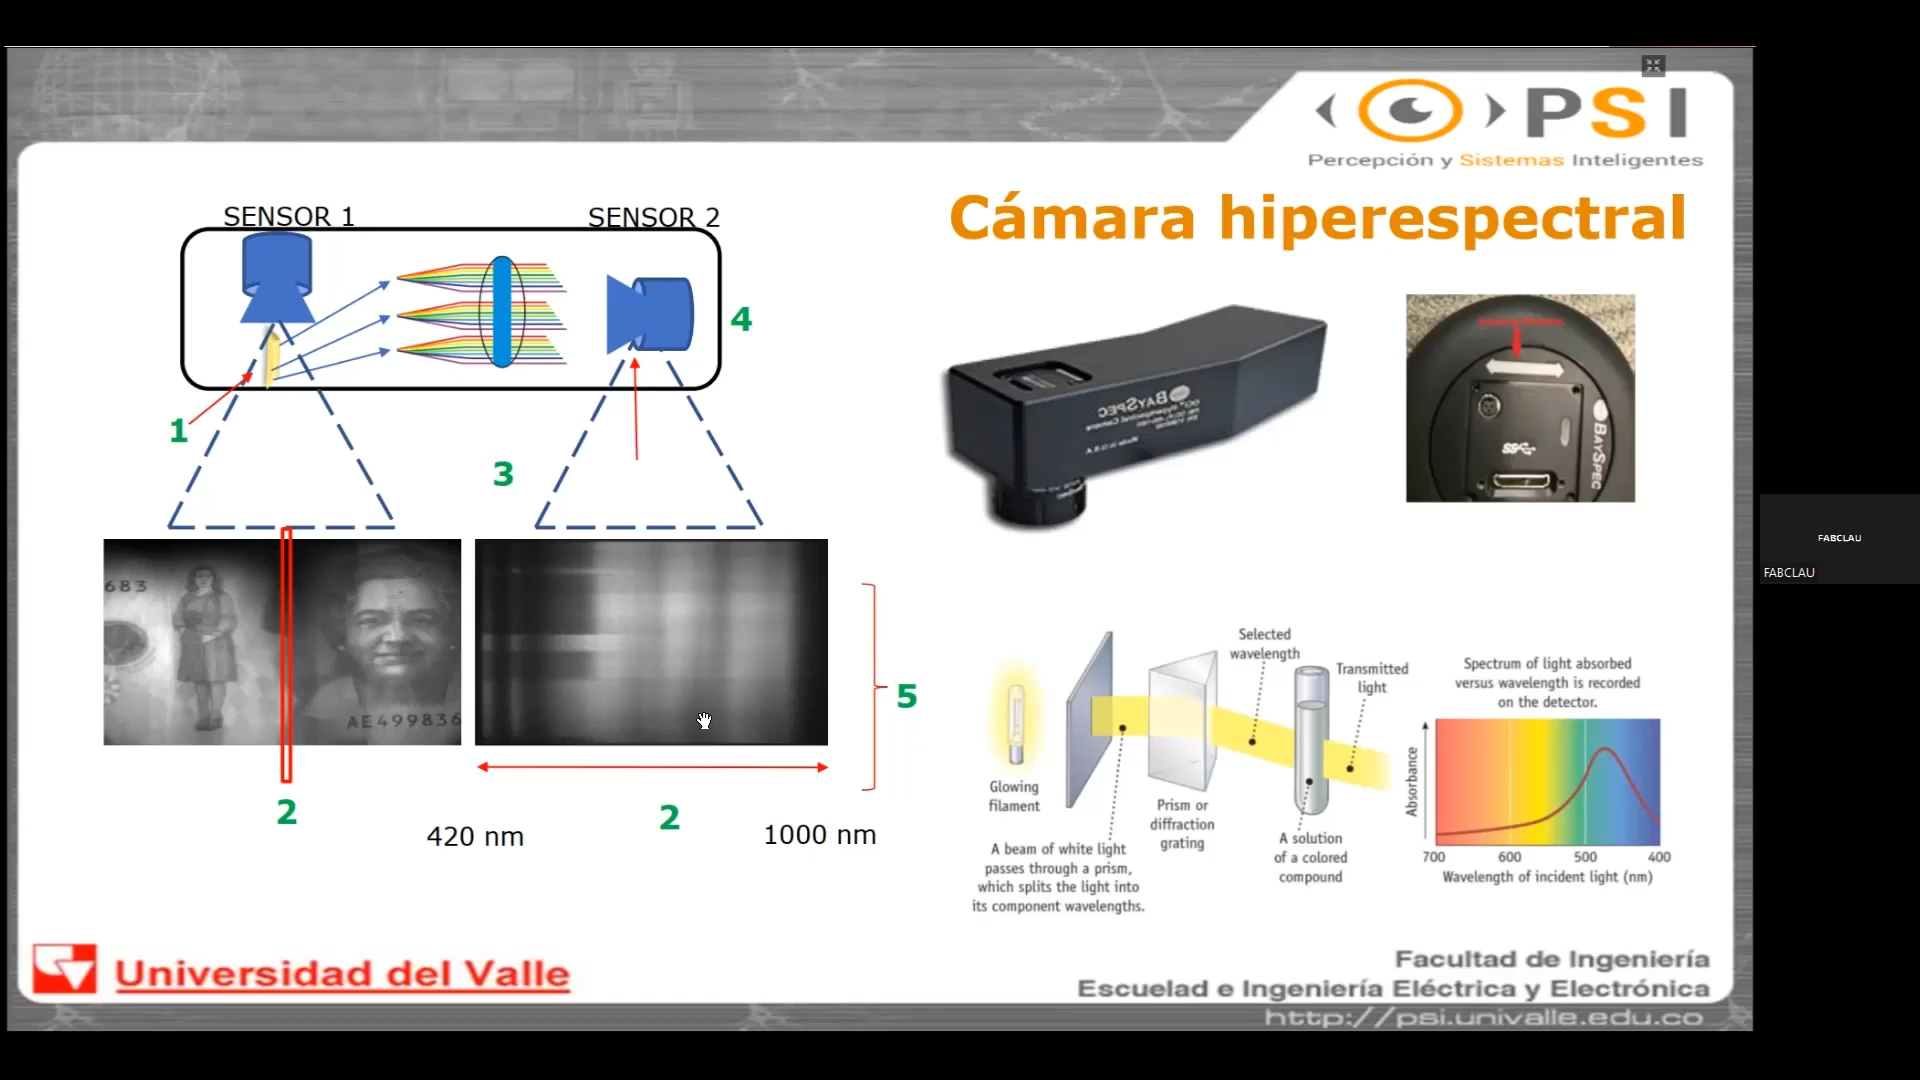 PSI
Percepción y Sistemas Inteligentes
Cámara hiperespectral
SENSOR 1
SENSOR 2
1
3
4
683
AE499836
2
2
5
420 nm
1000 nm
BAYSPEC
Made in U.S.A
BAYSPEC
SS
Glowing
filament
A beam of white light
passes through a prism,
which splits the light into
its component wavelengths.
Prism or
diffraction
grating
Selected
wavelength
A solution
of a colored
compound
Transmitted
light
Spectrum of light absorbed
versus wavelength is recorded
on the detector.
Absorbance
700
600
500
400
Wavelength of incident light (nm)
Universidad del Valle
Facultad de Ingeniería
Escuelad e Ingeniería Eléctrica y Electrónica
http://psi.univalle.edu.co
FABCLAU
FABCLAU